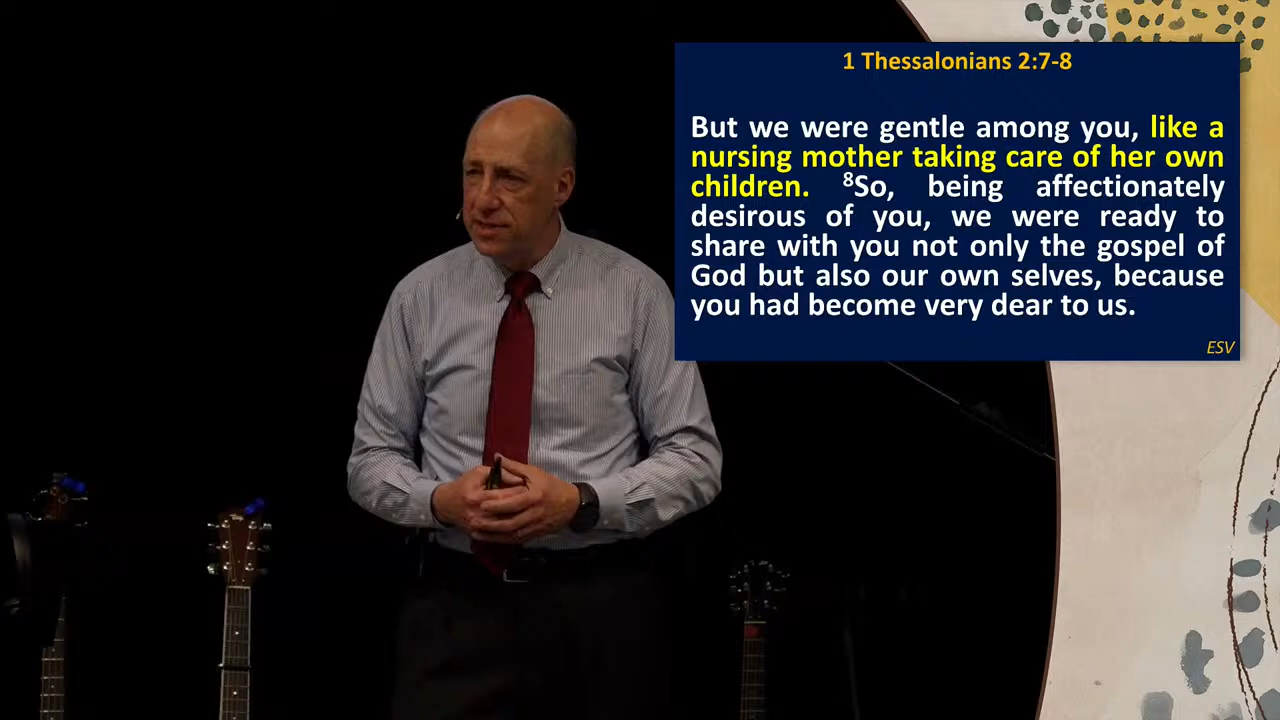 1 Thessalonians 2:7-8
But we were gentle among you, like a
nursing mother taking care of her own
children. ⁸So, being affectionately
desirous of you, we were ready to
share with you not only the gospel of
God but also our own selves, because
you had become very dear to us.
ESV